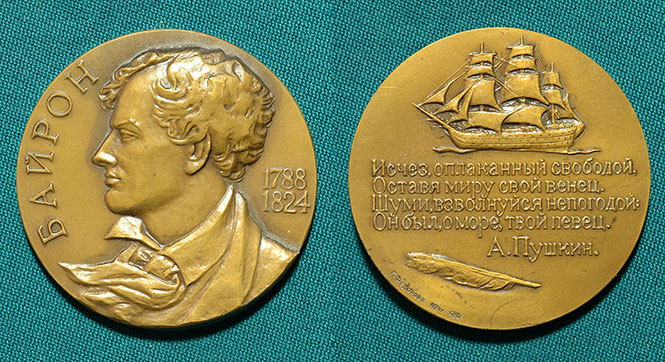 БАЙРОН
1788
1824
Исчез, оплаканный свободой,
Оставя миру свой венец.
Шуми, взволнуйся непогодой:
Он был, о море, твой певец.
А.Пушкин.